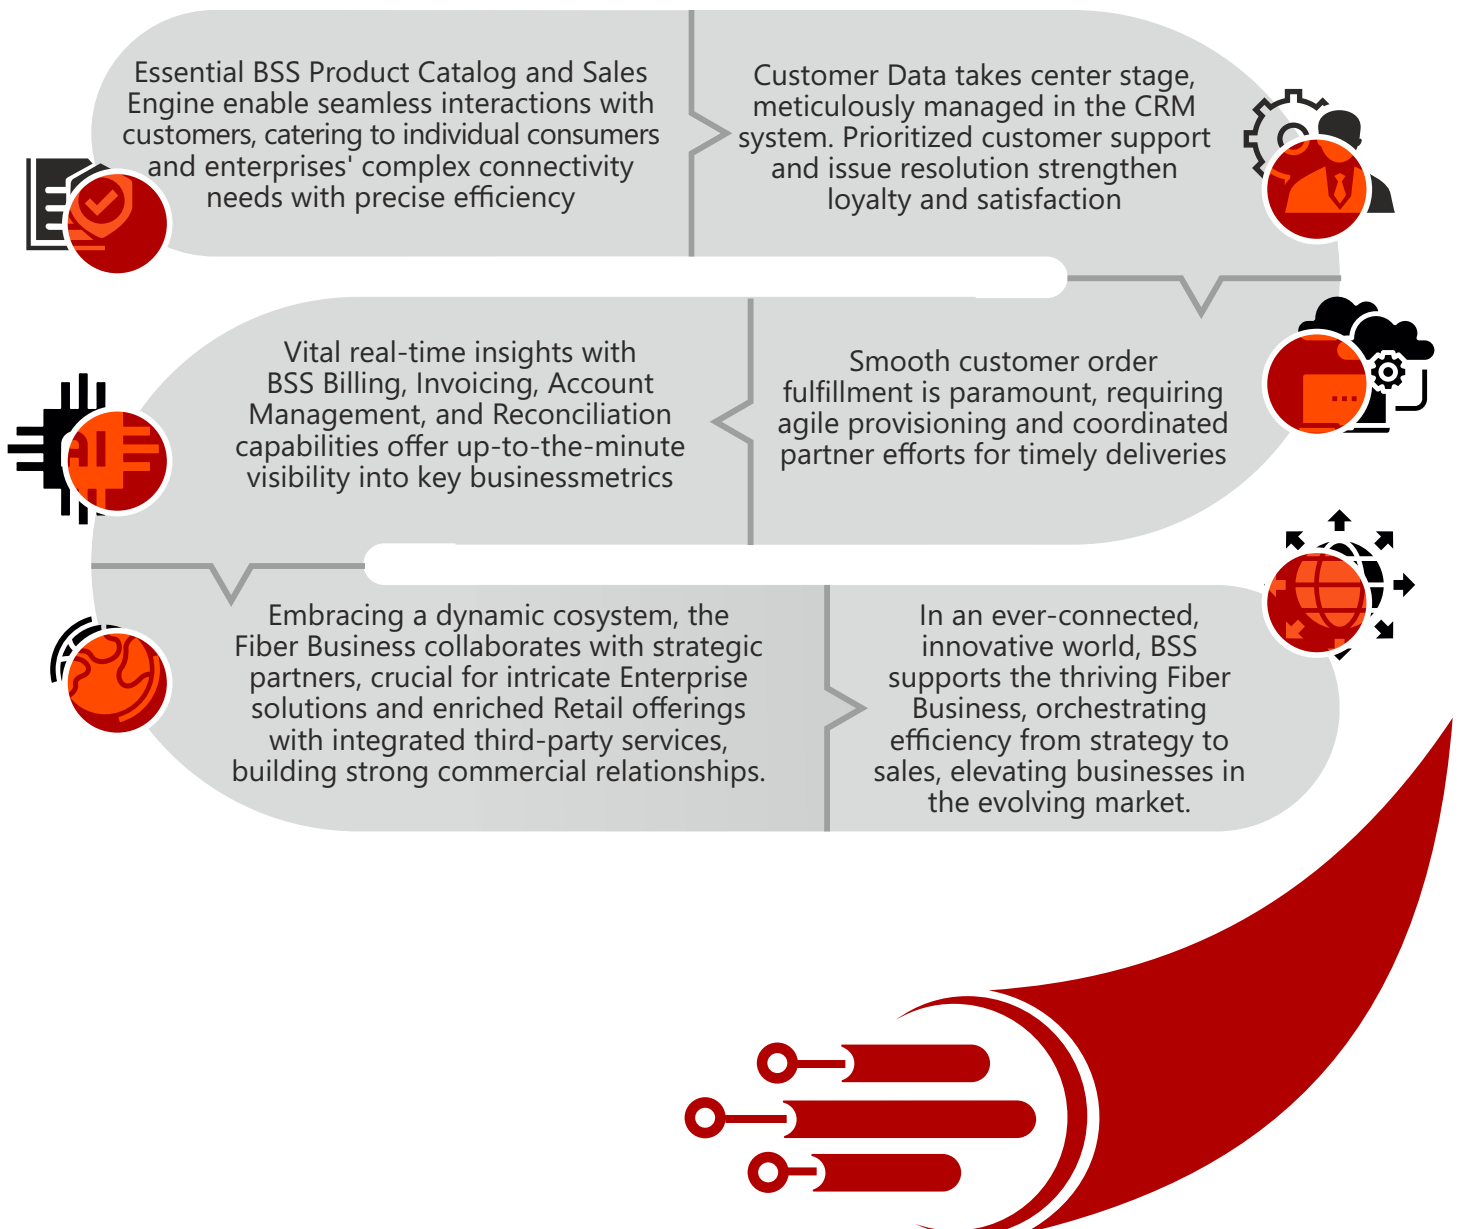 Essential BSS Product Catalog and Sales
Engine enable seamless interactions with
customers, catering to individual consumers
and enterprises' complex connectivity
needs with precise efficiency
Customer Data takes center stage,
meticulously managed in the CRM
system. Prioritized customer support
and issue resolution strengthen
loyalty and satisfaction
Smooth customer order
fulfillment is paramount, requiring
agile provisioning and coordinated
partner efforts for timely deliveries
Vital real-time insights with
BSS Billing, Invoicing, Account
Management, and Reconciliation
capabilities offer up-to-the-minute
visibility into key businessmetrics
AI
Embracing a dynamic cosystem, the
Fiber Business collaborates with strategic
partners, crucial for intricate Enterprise
solutions and enriched Retail offerings
with integrated third-party services,
building strong commercial relationships.
In an ever-connected,
innovative world, BSS
supports the thriving Fiber
Business, orchestrating
efficiency from strategy to
sales, elevating businesses in
the evolving market.